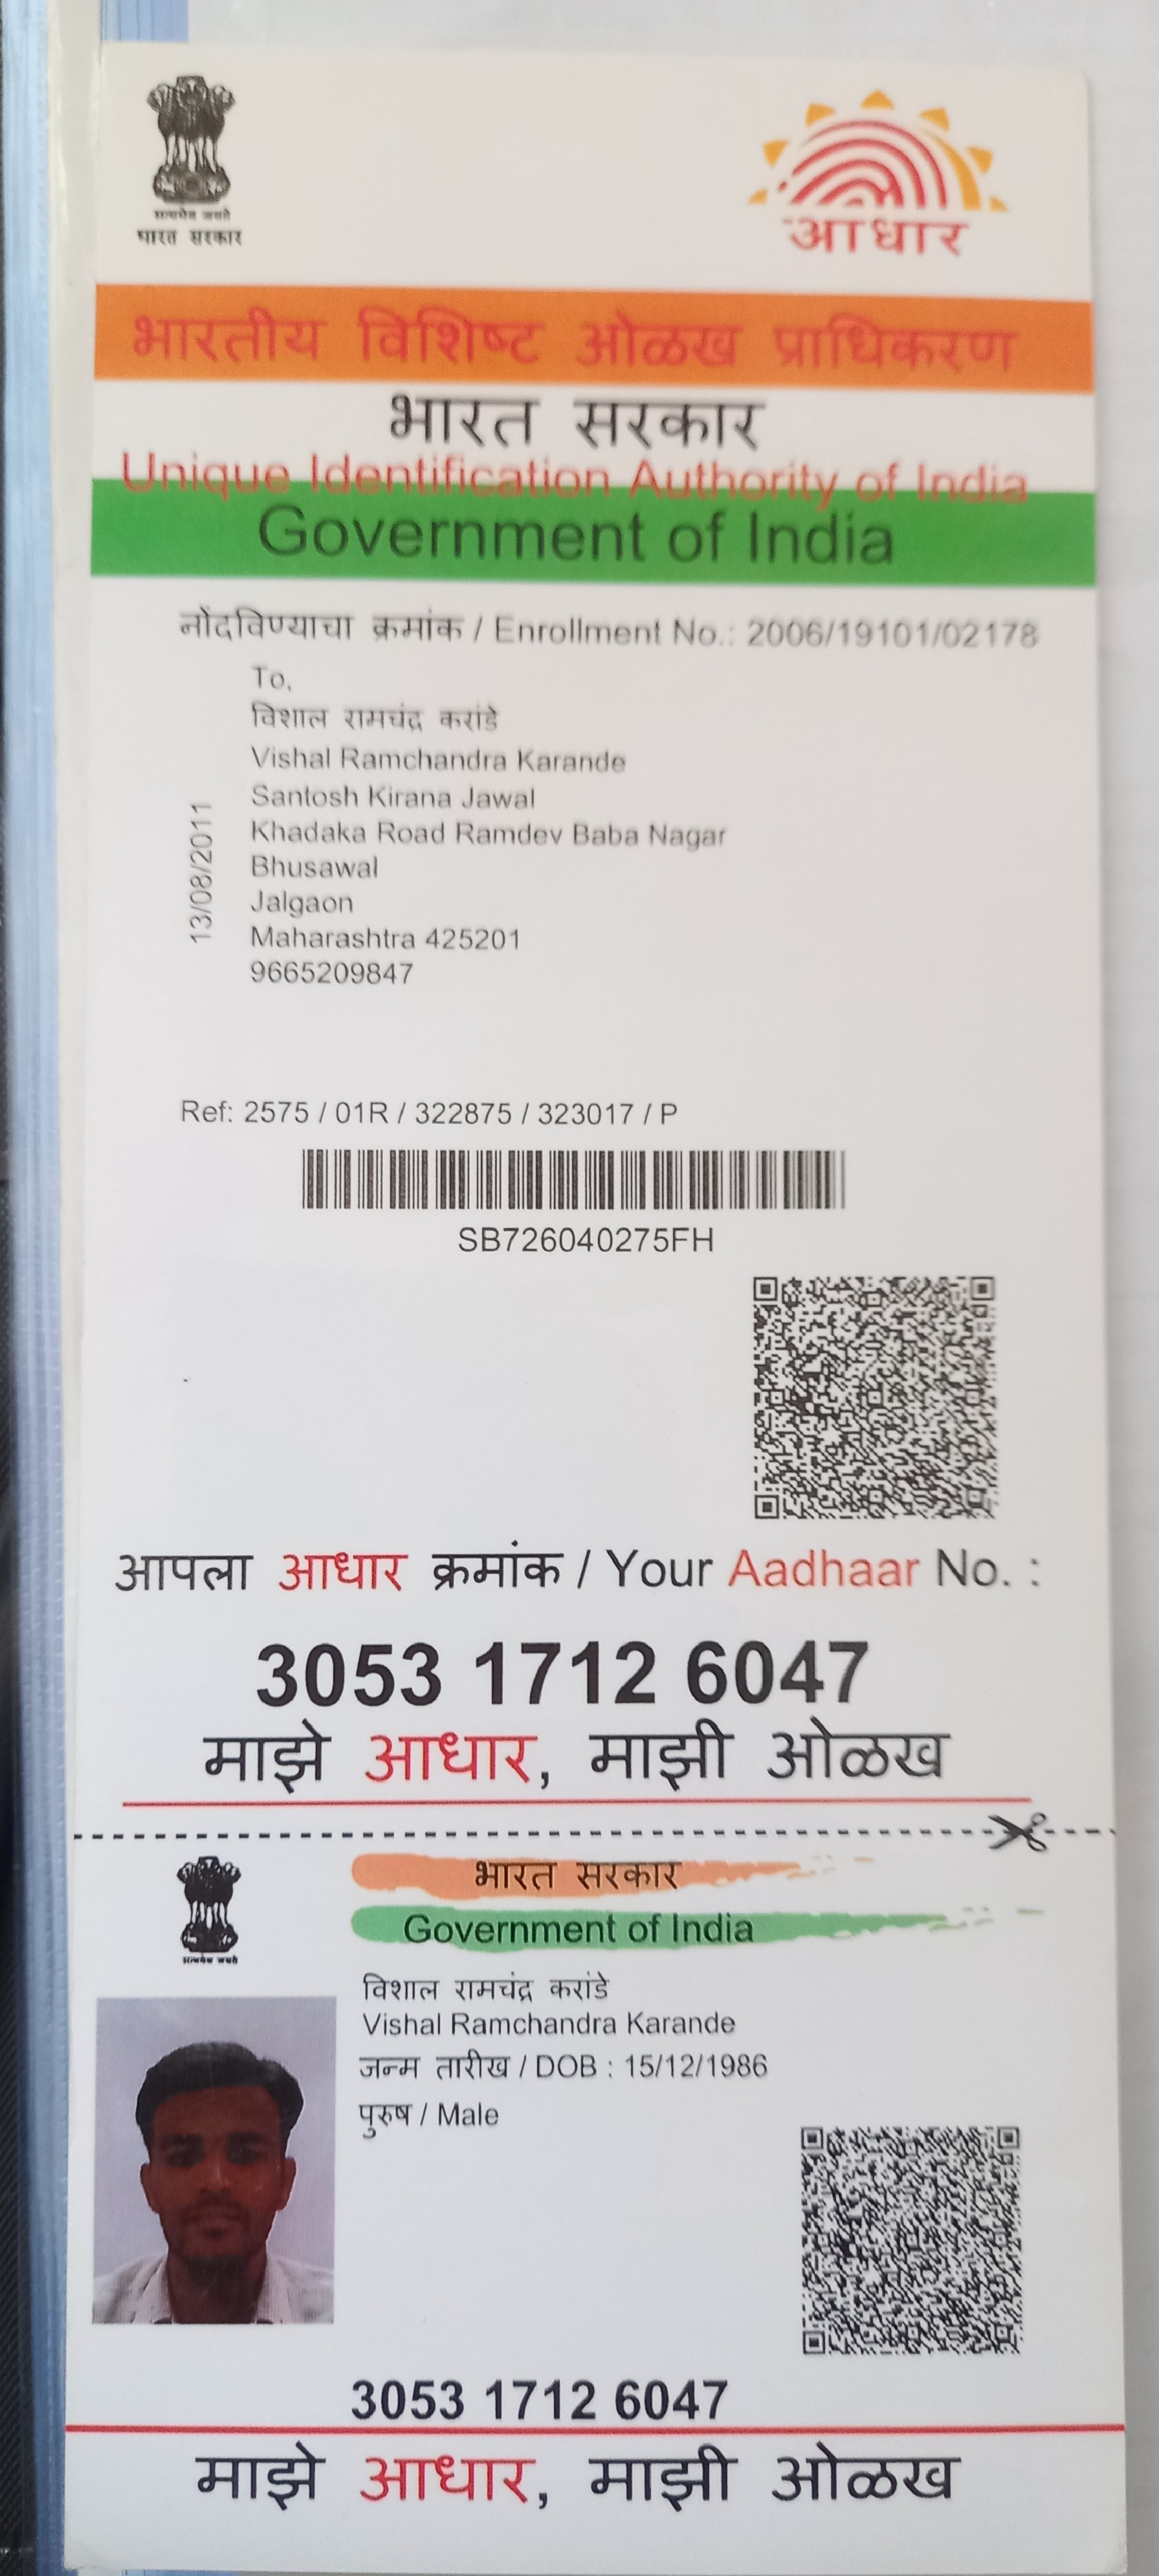 सत्यमेव जयते
भारत सरकार
आधार
भारतीय विशिष्ट ओळख प्राधिकरण
भारत सरकार
Unique Identification Authority of India
Government of India
नोंदविण्याचा क्रमांक / Enrollment No.: 2006/19101/02178
To,
विशाल रामचंद्र करांडे
Vishal Ramchandra Karande
Santosh Kirana Jawal
Khadaka Road Ramdev Baba Nagar
Bhusawal
Jalgaon
Maharashtra 425201
9665209847
13/08/2011
Ref: 2575 / 01R / 322875 / 323017 / P
SB726040275FH
आपला आधार क्रमांक / Your Aadhaar No. :
3053 1712 6047
माझे आधार, माझी ओळख
सत्यमेव जयते
भारत सरकार
Government of India
विशाल रामचंद्र करांडे
Vishal Ramchandra Karande
जन्म तारीख / DOB : 15/12/1986
पुरुष / Male
3053 1712 6047
माझे आधार, माझी ओळख